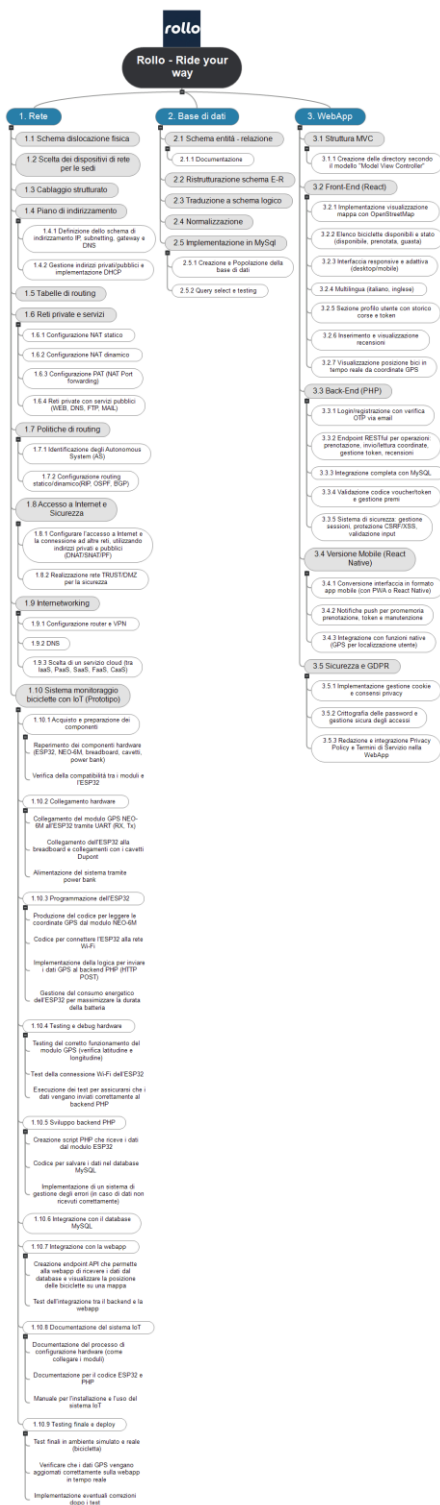 rollo
Rollo - Ride your
way
1. Rete
1.1 Schema dislocazione fisica
1.2 Scelta dei dispositivi di rete
per le sedi
1.3 Cablaggio strutturato
1.4 Piano di indirizzamento
1.4.1 Definizione dello schema di
indirizzamento IP, subnetting, gateway e
DNS
1.4.2 Gestione indirizzi privati/pubblici e
implementazione DHCP
1.5 Tabelle di routing
1.6 Reti private e servizi
1.6.1 Configurazione NAT statico
1.6.2 Configurazione NAT dinamico
1.6.3 Configurazione PAT (NAT Port
forwarding)
1.6.4 Reti private con servizi pubblici
(WEB, DNS, FTP, MAIL)
1.7 Politiche di routing
1.7.1 Identificazione degli Autonomous
System (AS)
1.7.2 Configurazione routing
statico/dinamico(RIP, OSPF, BGP)
1.8 Accesso a Internet e
Sicurezza
1.8.1 Configurare l'accesso a Internet e
la connessione ad altre reti, utilizzando
indirizzi privati e pubblici
(DNAT/SNAT/PF)
1.8.2 Realizzazione rete TRUST/DMZ
per la sicurezza
1.9 Internetworking
1.9.1 Configurazione router e VPN
1.9.2 DNS
1.9.3 Scelta di un servizio cloud (tra
IaaS, PaaS, SaaS, FaaS, CaaS)
1.10 Sistema monitoraggio
biciclette con IoT (Prototipo)
1.10.1 Acquisto e preparazione dei
componenti
Reperimento dei componenti hardware
(ESP32, NEO-6M, breadboard, cavetti,
power bank)
Verifica della compatibilità tra i moduli e
l'ESP32
1.10.2 Collegamento hardware
Collegamento del modulo GPS NEO-
6M all'ESP32 tramite UART (RX, Tx)
Collegamento dell'ESP32 alla
breadboard e collegamenti con i cavetti
Dupont
Alimentazione del sistema tramite
power bank
1.10.3 Programmazione dell'ESP32
Produzione del codice per leggere le
coordinate GPS dal modulo NEO-6M
Codice per connettere l'ESP32 alla rete
Wi-Fi
Implementazione della logica per inviare
i dati GPS al backend PHP (HTTP
POST)
Gestione del consumo energetico
dell'ESP32 per massimizzare la durata
della batteria
1.10.4 Testing e debug hardware
Testing del corretto funzionamento del
modulo GPS (verifica latitudine e
longitudine)
Test della connessione Wi-Fi dell'ESP32
Esecuzione dei test per assicurarsi che i
dati vengano inviati correttamente al
backend PHP
1.10.5 Sviluppo backend PHP
Creazione script PHP che riceve i dati
dal modulo ESP32
Codice per salvare i dati nel database
MySQL
Implementazione di un sistema di
gestione degli errori (in caso di dati non
ricevuti correttamente)
1.10.6 Integrazione con il database
MySQL
1.10.7 Integrazione con la webapp
Creazione endpoint API che permette
alla webapp di ricevere i dati dal
database e visualizzare la posizione
delle biciclette su una mappa
Test dell'integrazione tra il backend e la
webapp
1.10.8 Documentazione del sistema IoT
Documentazione del processo di
configurazione hardware (come
collegare i moduli)
Documentazione per il codice ESP32 e
PHP
Manuale per l'installazione e l'uso del
sistema IoT
1.10.9 Testing finale e deploy
Test finali in ambiente simulato e reale
(bicicletta)
Verificare che i dati GPS vengano
aggiornati correttamente sulla webapp
in tempo reale
Implementazione eventuali correzioni
dopo i test
2. Base di dati
2.1 Schema entità - relazione
2.1.1 Documentazione
2.2 Ristrutturazione schema E-R
2.3 Traduzione a schema logico
2.4 Normalizzazione
2.5 Implementazione in MySql
2.5.1 Creazione e Popolazione della
base di dati
2.5.2 Query select e testing
3. WebApp
3.1 Struttura MVC
3.1.1 Creazione delle directory secondo
il modello "Model View Controller"
3.2 Front-End (React)
3.2.1 Implementazione visualizzazione
mappa con OpenStreetMap
3.2.2 Elenco biciclette disponibili e stato
(disponibile, prenotata, guasta)
3.2.3 Interfaccia responsive e adattiva
(desktop/mobile)
3.2.4 Multilingua (italiano, inglese)
3.2.5 Sezione profilo utente con storico
corse e token
3.2.6 Inserimento e visualizzazione
recensioni
3.2.7 Visualizzazione posizione bici in
tempo reale da coordinate GPS
3.3 Back-End (PHP)
3.3.1 Login/registrazione con verifica
OTP via email
3.3.2 Endpoint RESTful per operazioni:
prenotazione, invio/lettura coordinate,
gestione token, recensioni
3.3.3 Integrazione completa con MySQL
3.3.4 Validazione codici voucher/token
e gestione premi
3.3.5 Sistema di sicurezza: gestione
sessioni, protezione CSRF/XSS,
validazione input
3.4 Versione Mobile (React
Native)
3.4.1 Conversione interfaccia in formato
app mobile (con PWA o React Native)
3.4.2 Notifiche push per promemoria
prenotazione, token e manutenzione
3.4.3 Integrazione con funzioni native
(GPS per localizzazione utente)
3.5 Sicurezza e GDPR
3.5.1 Implementazione gestione cookie
e consensi privacy
3.5.2 Crittografia delle password e
gestione sicura degli accessi
3.5.3 Redazione e integrazione Privacy
Policy e Termini di Servizio nella
WebApp